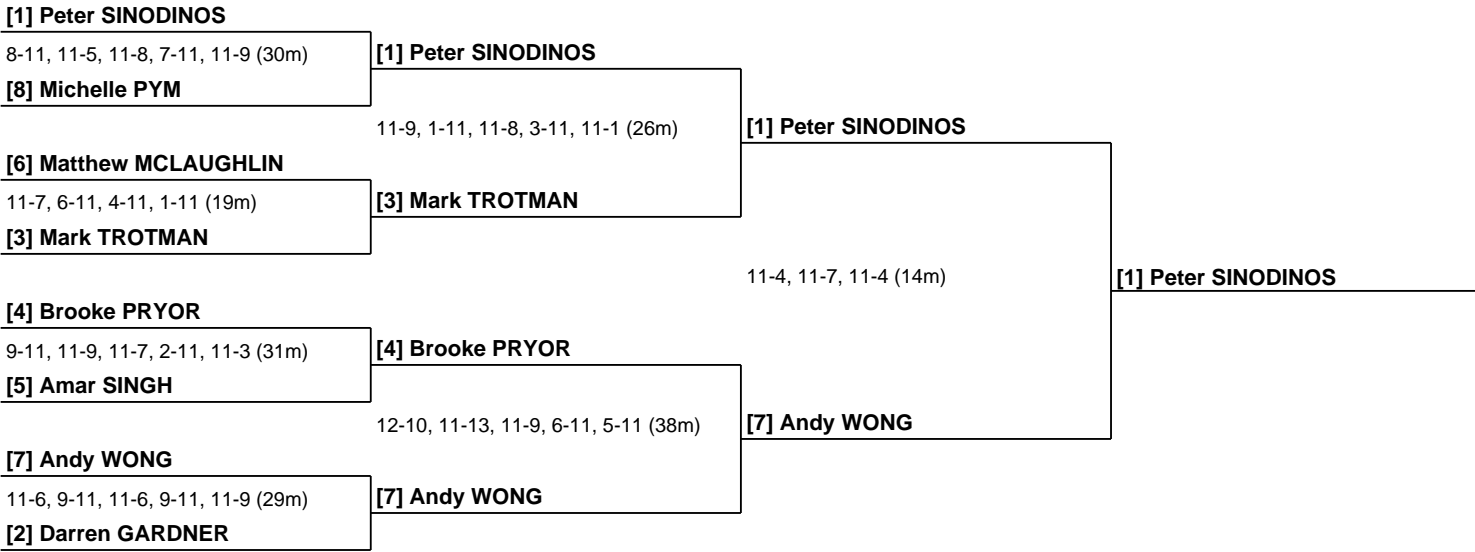 [1] Peter SINODINOS
8-11, 11-5, 11-8, 7-11, 11-9 (30m)
[1] Peter SINODINOS
[8] Michelle PYM
11-9, 1-11, 11-8, 3-11, 11-1 (26m)
[1] Peter SINODINOS
[6] Matthew MCLAUGHLIN
11-7, 6-11, 4-11, 1-11 (19m)
[3] Mark TROTMAN
[3] Mark TROTMAN
11-4, 11-7, 11-4 (14m)
[1] Peter SINODINOS
[4] Brooke PRYOR
9-11, 11-9, 11-7, 2-11, 11-3 (31m)
[4] Brooke PRYOR
[5] Amar SINGH
12-10, 11-13, 11-9, 6-11, 5-11 (38m)
[7] Andy WONG
[7] Andy WONG
11-6, 9-11, 11-6, 9-11, 11-9 (29m)
[7] Andy WONG
[2] Darren GARDNER